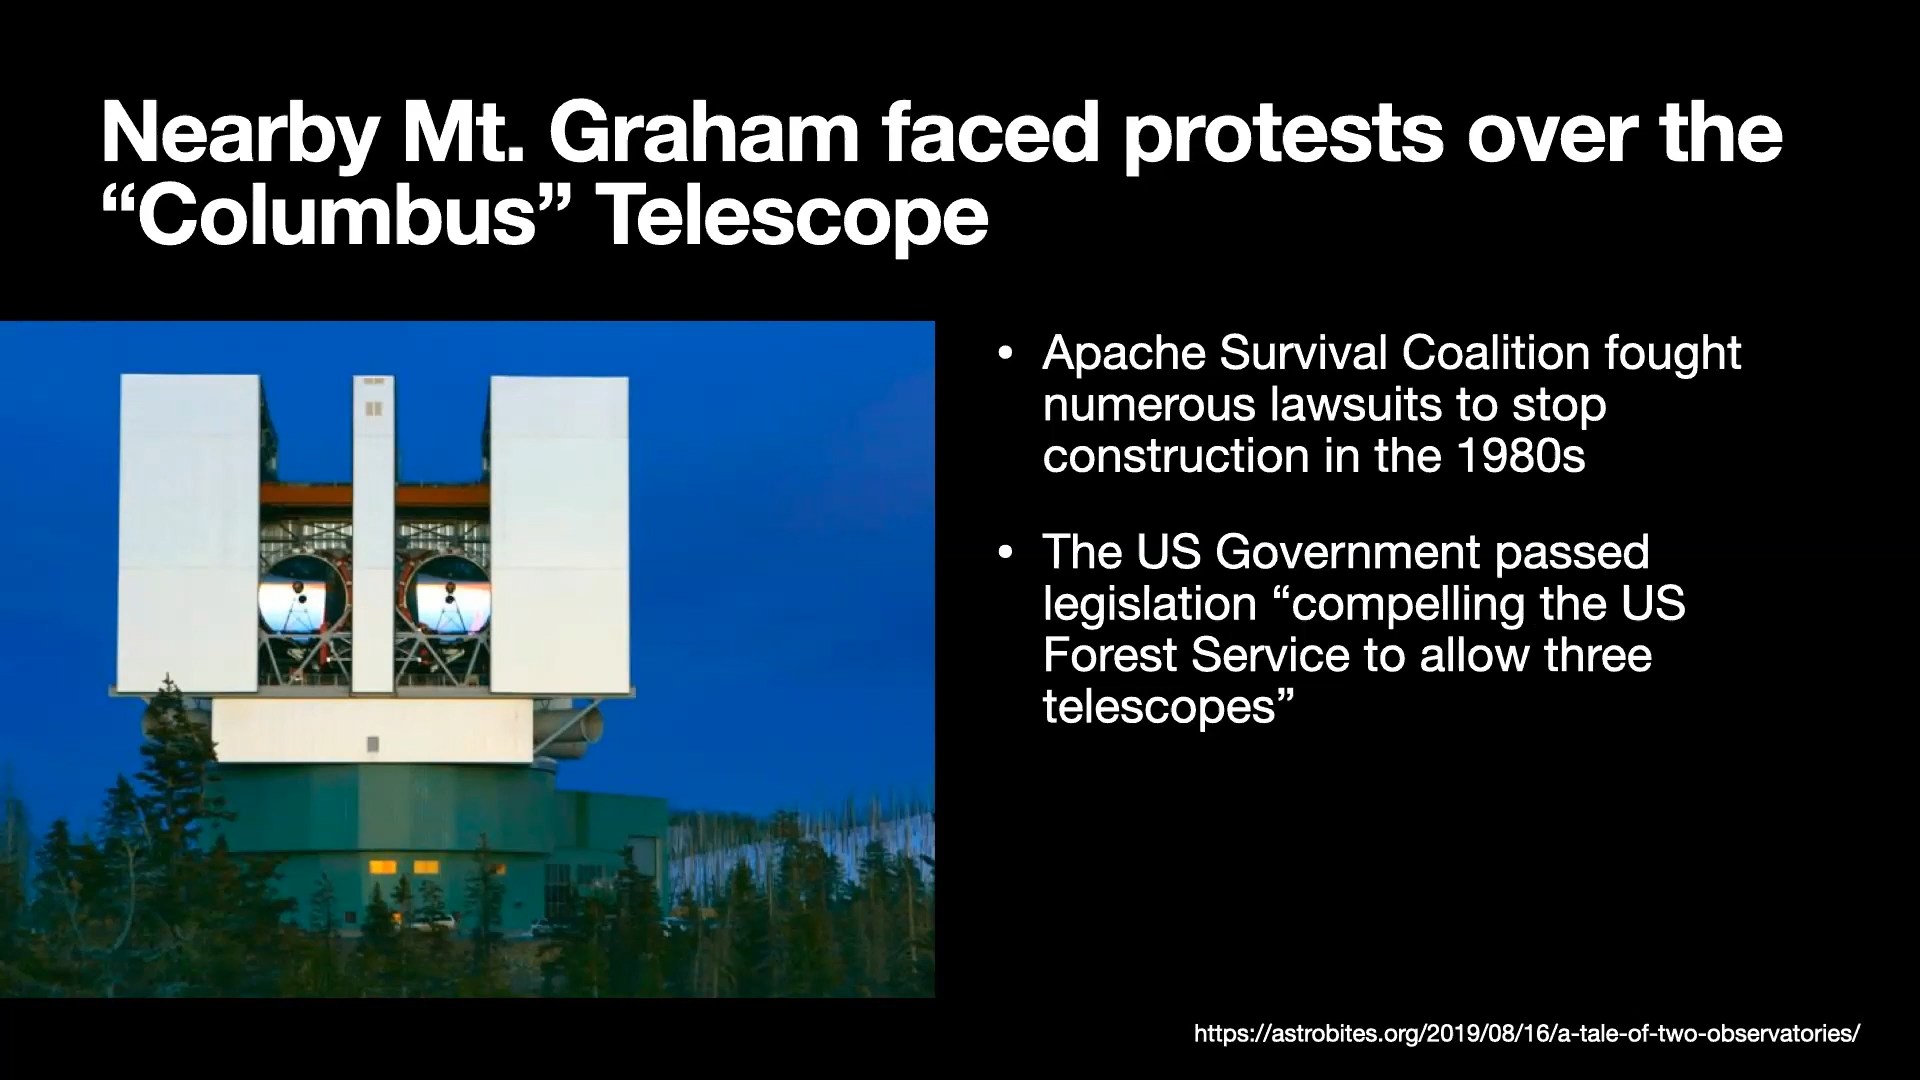 Nearby Mt. Graham faced protests over the
“Columbus” Telescope
• Apache Survival Coalition fought
numerous lawsuits to stop
construction in the 1980s
• The US Government passed
legislation “compelling the US
Forest Service to allow three
telescopes”
https://astrobites.org/2019/08/16/a-tale-of-two-observatories/